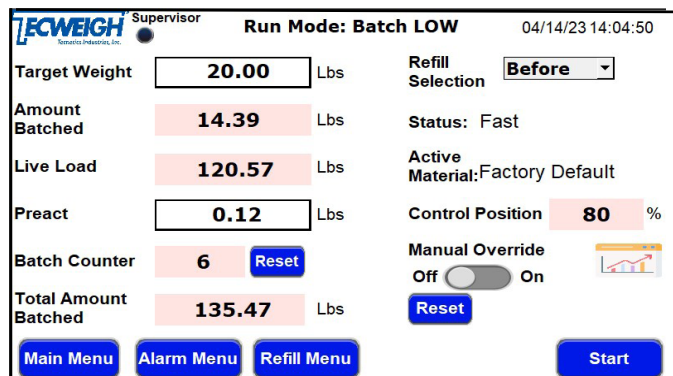 TECWEIGH Supervisor Run Mode: Batch LOW 04/14/23 14:04:50
Tecnetics Industries, Inc.
Target Weight 20.00 Lbs
Refill Selection Before
Amount Batched 14.39 Lbs
Status: Fast
Live Load 120.57 Lbs
Active Material: Factory Default
Preact 0.12 Lbs
Control Position 80 %
Batch Counter 6 Reset
Manual Override
Off On
Total Amount Batched 135.47 Lbs
Reset
Main Menu Alarm Menu Refill Menu Start